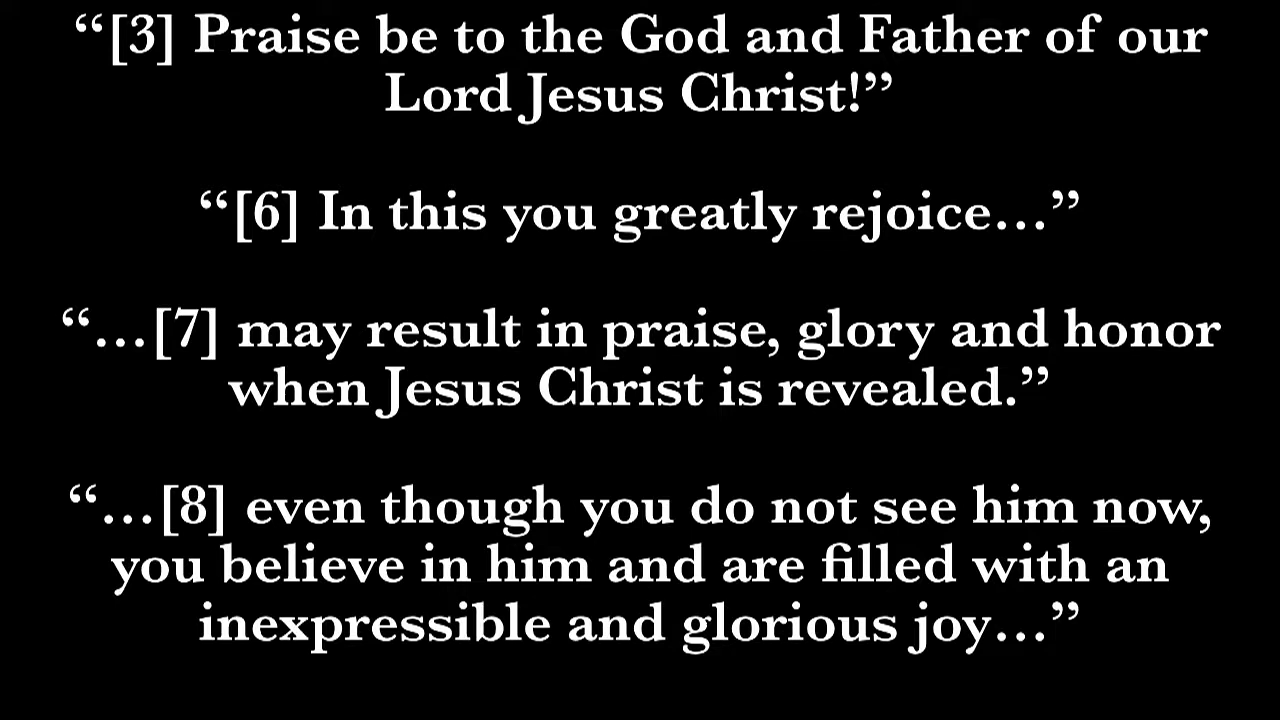 “[3] Praise be to the God and Father of our
Lord Jesus Christ!”
“[6] In this you greatly rejoice…”
“…[7] may result in praise, glory and honor
when Jesus Christ is revealed.”
“…[8] even though you do not see him now,
you believe in him and are filled with an
inexpressible and glorious joy…”